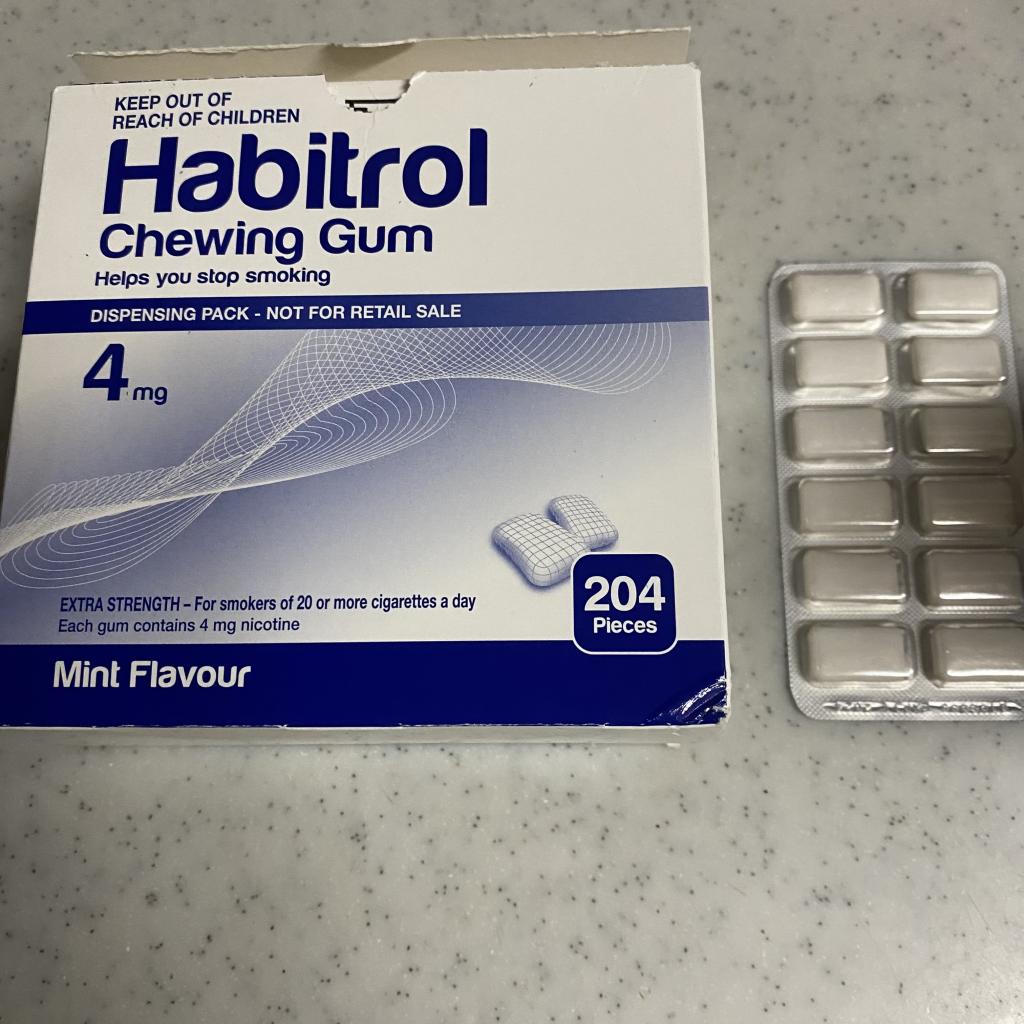 KEEP OUT OF
REACH OF CHILDREN
Habitrol
Chewing Gum
Helps you stop smoking
DISPENSING PACK - NOT FOR RETAIL SALE
4 mg
EXTRA STRENGTH – For smokers of 20 or more cigarettes a day
Each gum contains 4 mg nicotine
204
Pieces
Mint Flavour